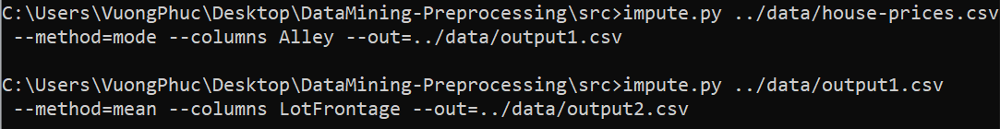 C:\Users\VuongPhuc\Desktop\DataMining-Preprocessing\src>impute.py ../data/house-prices.csv
--method=mode --columns Alley --out=../data/output1.csv
C:\Users\VuongPhuc\Desktop\DataMining-Preprocessing\src>impute.py ../data/output1.csv
--method=mean --columns LotFrontage --out=../data/output2.csv